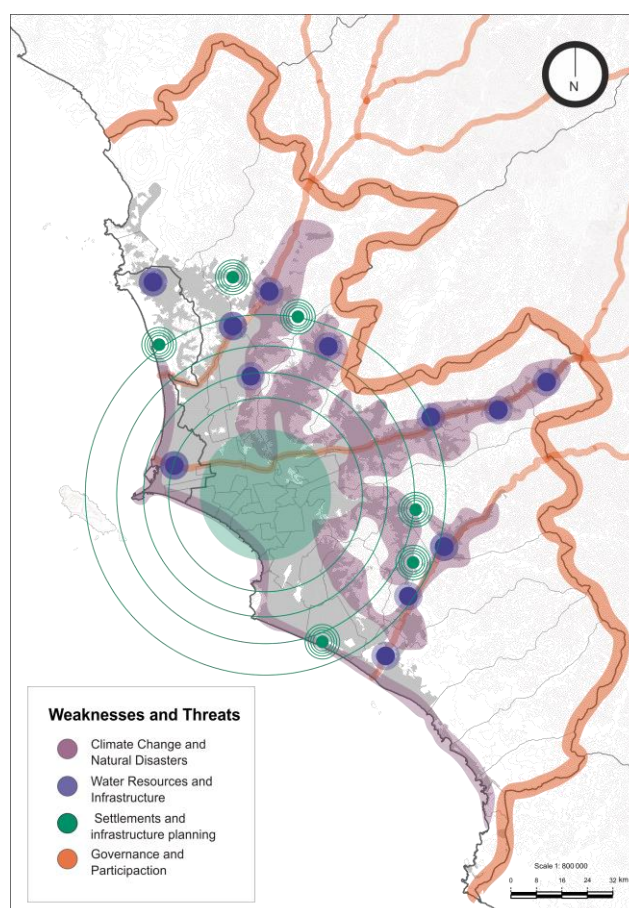 N
Weaknesses and Threats
Climate Change and
Natural Disasters
Water Resources and
Infrastructure
Settlements and
infrastructure planning
Governance and
Participaction
Scale 1: 800 000
0 8 16 24 32 km